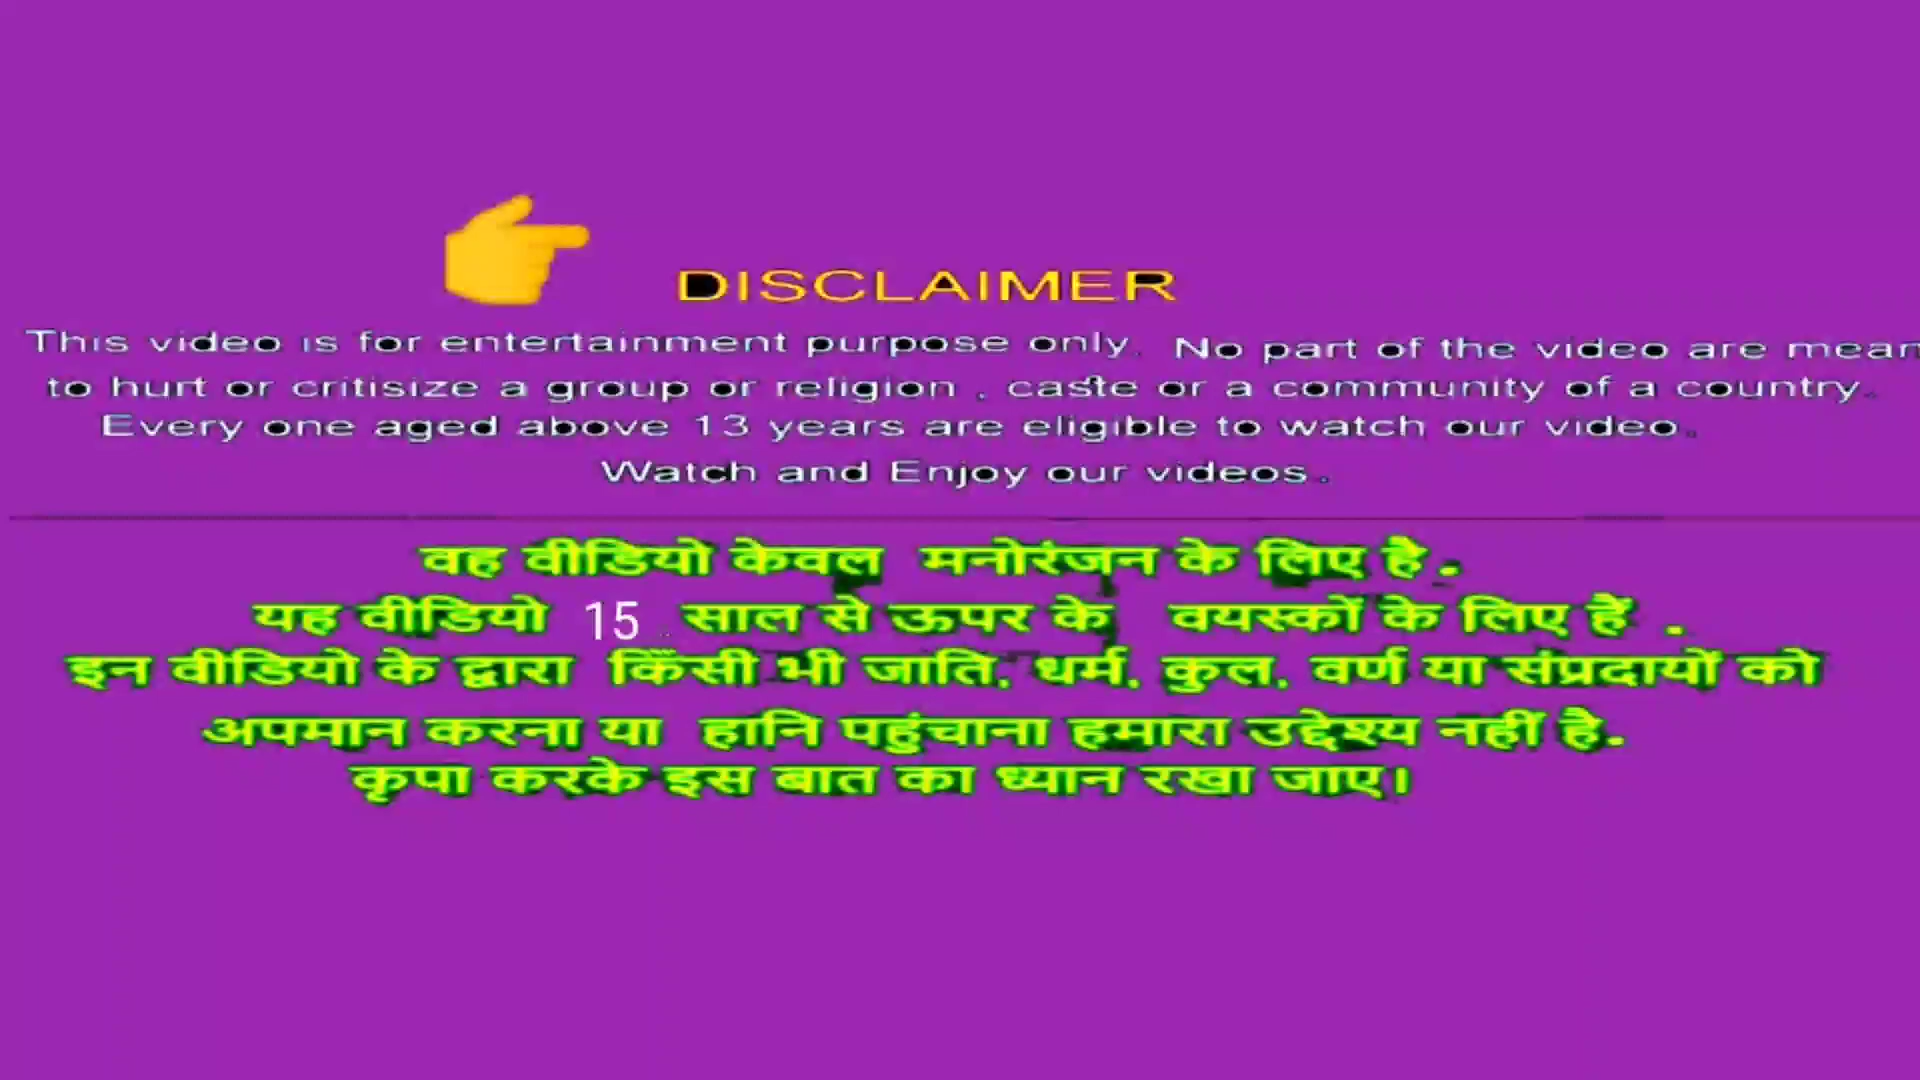 DISCLAIMER
This video is for entertainment purpose only. No part of the video are mean
to hurt or critisize a group or religion , caste or a community of a country.
Every one aged above 13 years are eligible to watch our video.
Watch and Enjoy our videos.
वह वीडियो केवल मनोरंजन के लिए है.
यह वीडियो 15 साल से ऊपर के वयस्कों के लिए हैं .
इन वीडियो के द्वारा किसी भी जाति, धर्म, कुल, वर्ण या संप्रदायों को
अपमान करना या हानि पहुंचाना हमारा उद्देश्य नहीं है.
कृपा करके इस बात का ध्यान रखा जाए।